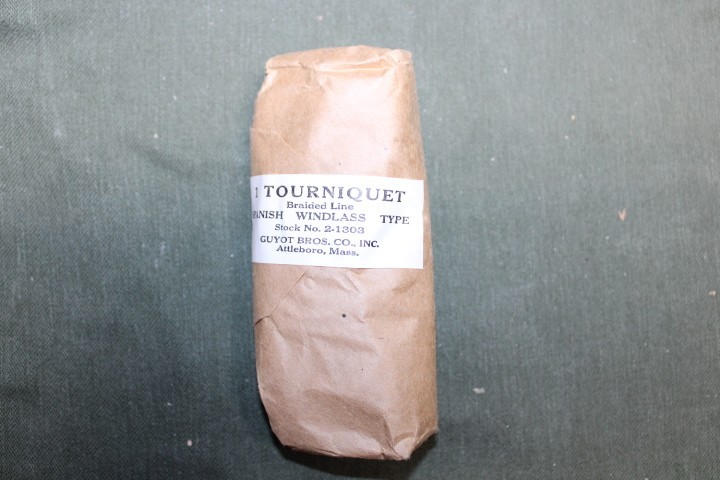 1 TOURNIQUET
Braided Line
PANISH WINDLASS TYPE
Stock No. 2-1303
GUYOT BROS. CO., INC.
Attleboro, Mass.